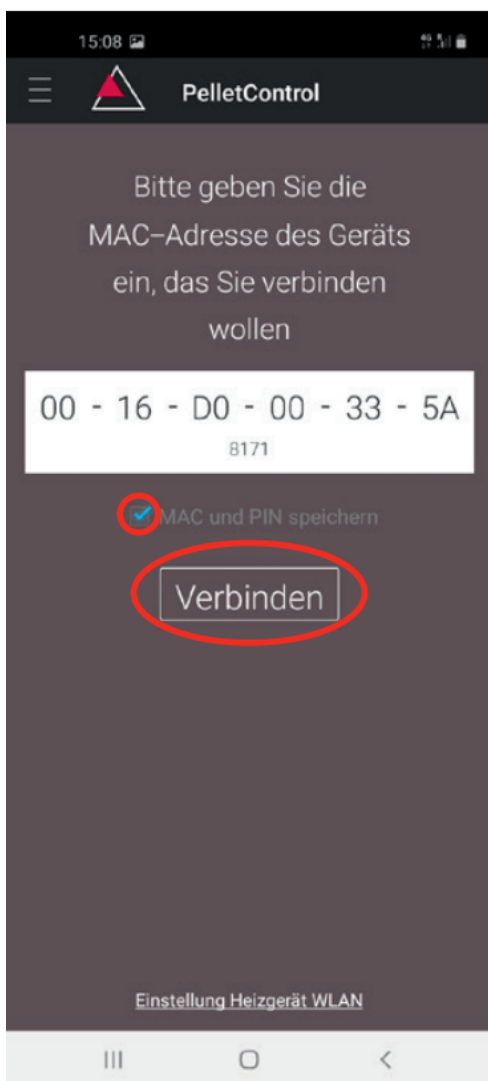 15:08
PelletControl
Bitte geben Sie die
MAC-Adresse des Geräts
ein, das Sie verbinden
wollen
00 - 16 - D0 - 00 - 33 - 5A
8171
MAC und PIN speichern
Verbinden
Einstellung Heizgerät WLAN